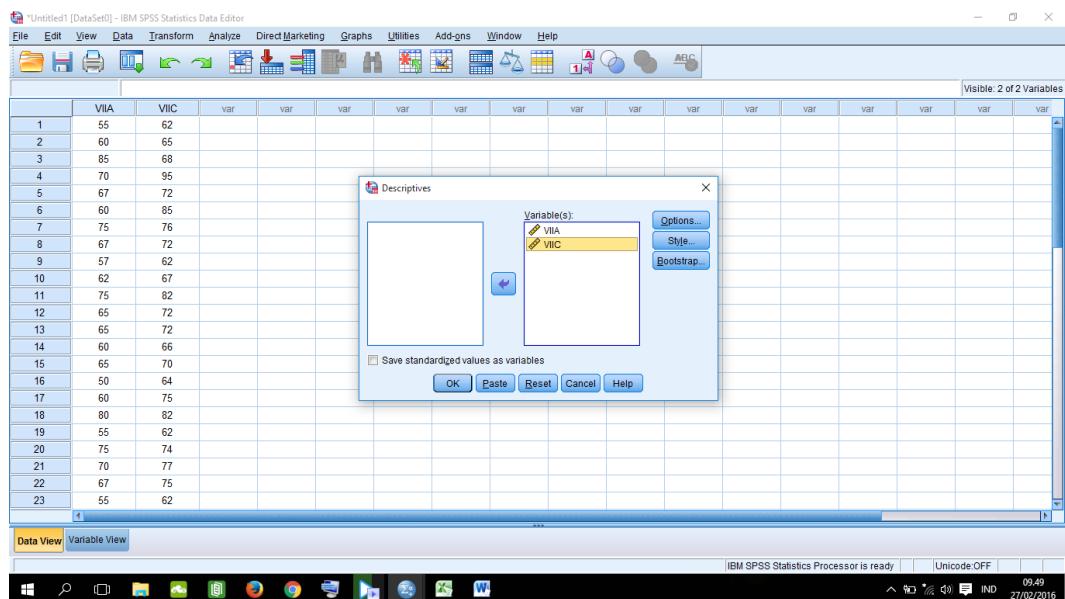 *Untitled1 [DataSet0] - IBM SPSS Statistics Data Editor
File Edit View Data Transform Analyze Direct Marketing Graphs Utilities Add-ons Window Help
Visible: 2 of 2 Variables
VIIA VIIC var var var var var var var var var var var var var var var
1 55 62
2 60 65
3 85 68
4 70 95
5 67 72
6 60 85
7 75 76
8 67 72
9 57 62
10 62 67
11 75 82
12 65 72
13 65 72
14 60 66
15 65 70
16 50 64
17 60 75
18 80 82
19 55 62
20 75 74
21 70 77
22 67 75
23 55 62
Descriptives
Variable(s):
VIIA
VIIC
Options...
Style...
Bootstrap...
Save standardized values as variables
OK Paste Reset Cancel Help
Data View Variable View
IBM SPSS Statistics Processor is ready Unicode:OFF
IND 09.49
27/02/2016